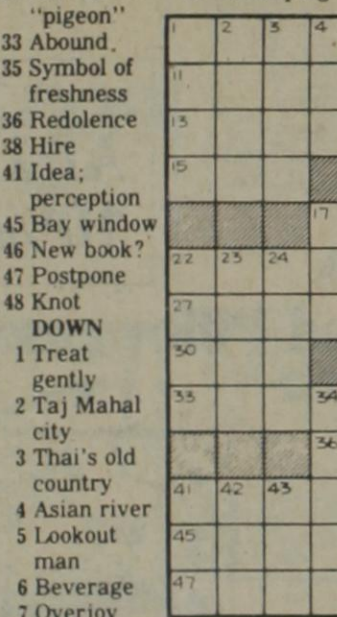 "pigeon"
33 Abound.
35 Symbol of
freshness
36 Redolence
38 Hire
41 Idea;
perception
45 Bay window
46 New book?
47 Postpone
48 Knot
DOWN
1 Treat
gently
2 Taj Mahal
city
3 Thai's old
country
4 Asian river
5 Lookout
man
6 Beverage
7 Overjoy
1 2 3 4
11
13
15
17
22 23 24
27
30
33 34
36
41 42 43
45
47